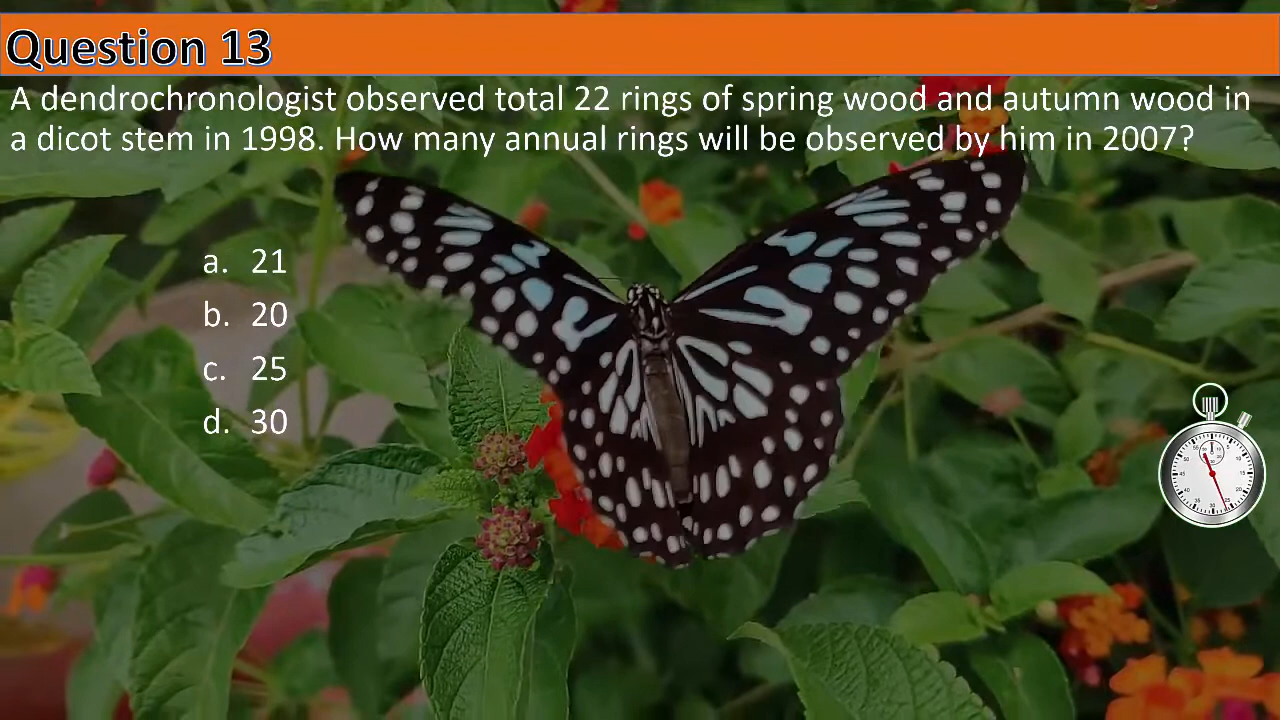 Question 13
A dendrochronologist observed total 22 rings of spring wood and autumn wood in
a dicot stem in 1998. How many annual rings will be observed by him in 2007?
a. 21
b. 20
c. 25
d. 30